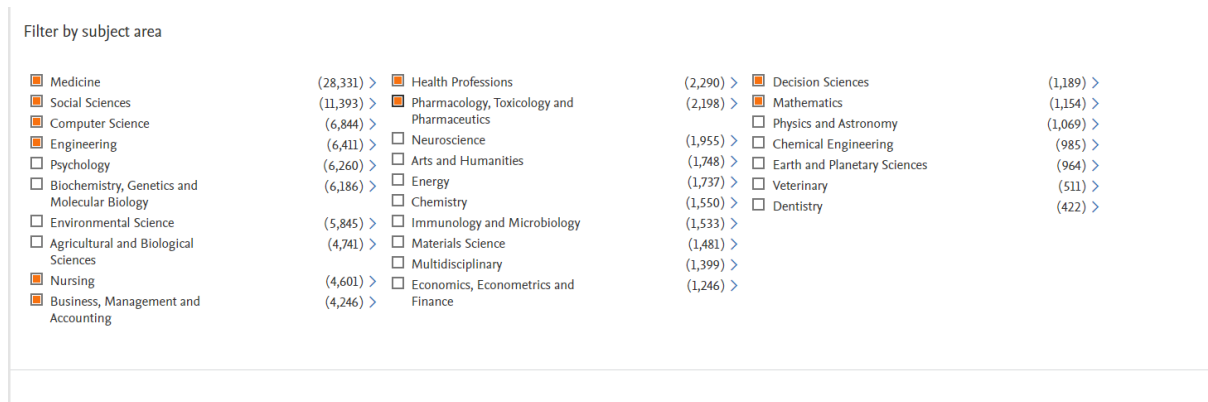 Filter by subject area
Medicine (28,331) >
Social Sciences (11,393) >
Computer Science (6,844) >
Engineering (6,411) >
Psychology (6,260) >
Biochemistry, Genetics and (6,186) >
Molecular Biology
Environmental Science (5,845) >
Agricultural and Biological (4,741) >
Sciences
Nursing (4,601) >
Business, Management and (4,246) >
Accounting
Health Professions (2,290) >
Pharmacology, Toxicology and (2,198) >
Pharmaceutics
Neuroscience (1,955) >
Arts and Humanities (1,748) >
Energy (1,737) >
Chemistry (1,550) >
Immunology and Microbiology (1,533) >
Materials Science (1,481) >
Multidisciplinary (1,399) >
Economics, Econometrics and (1,246) >
Finance
Decision Sciences (1,189) >
Mathematics (1,154) >
Physics and Astronomy (1,069) >
Chemical Engineering (985) >
Earth and Planetary Sciences (964) >
Veterinary (511) >
Dentistry (422) >